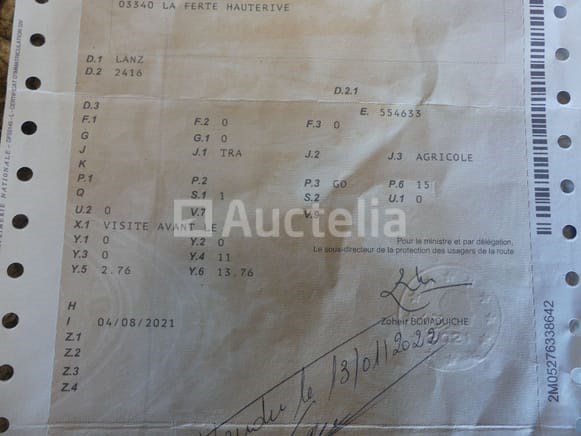 03340 LA FERTE HAUTERIVE
D.1 LANZ
D.2 2416
D.2.1
D.3 E. 554633
F.1 F.2 0 F.3 0
G G.1 0
J J.1 TRA J.2 J.3 AGRICOLE
K
P.1 P.2 P.3 GO P.6 15
Q S.1 1 S.2 U.1 0
U.2 0 V.7 V.9
X.1 VISITE AVANT LE
Auctelia
Y.1 0 Y.2 0
Y.3 0 Y.4 11
Y.5 2.76 Y.6 13.76
Pour le ministre et par délégation,
Le sous-directeur de la protection des usagers de la route
H
I 04/08/2021
Zoheir BOUAOUICHE
Z.1
Z.2
Z.3
Z.4
Vendu le 13/01/2022
2M05276338642
2021